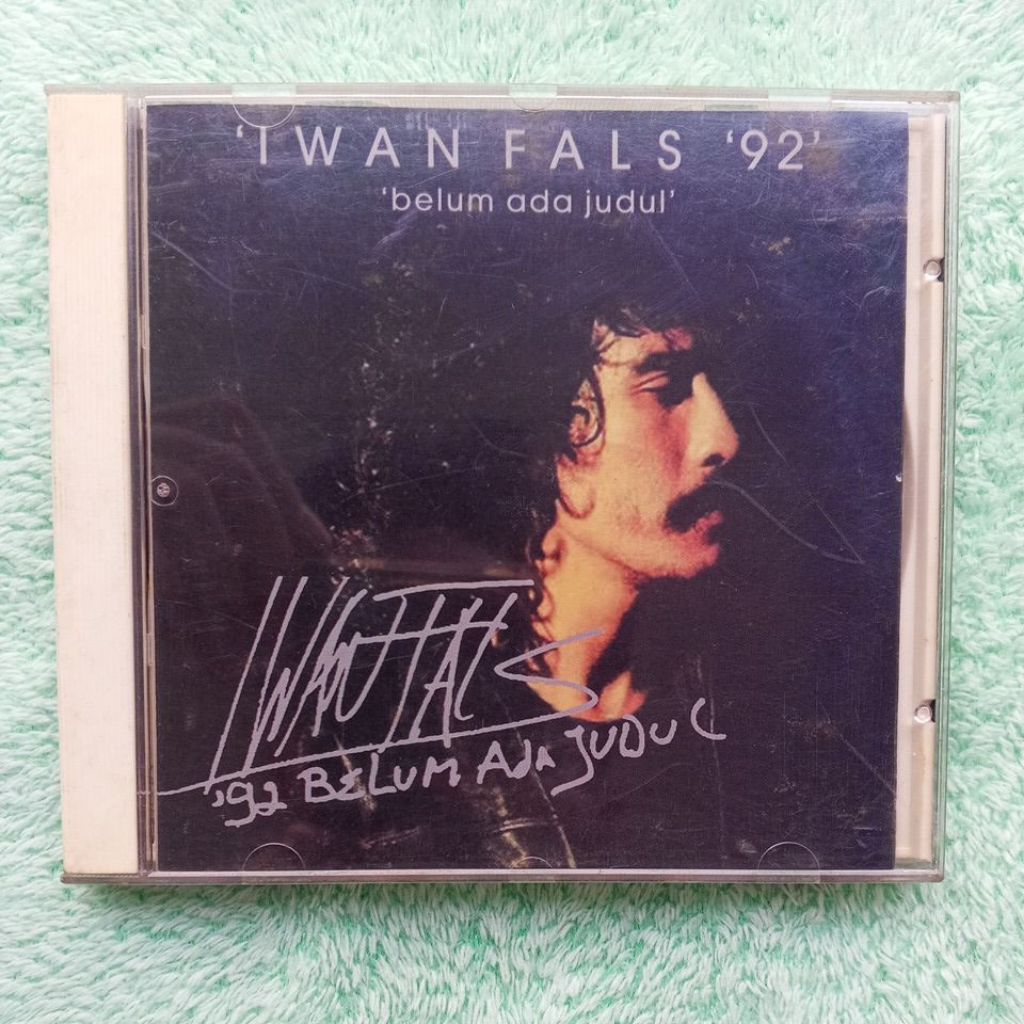 'IWAN FALS '92'
'belum ada judul'
IWAN FALS
'92 BELUM ADA JUDUL